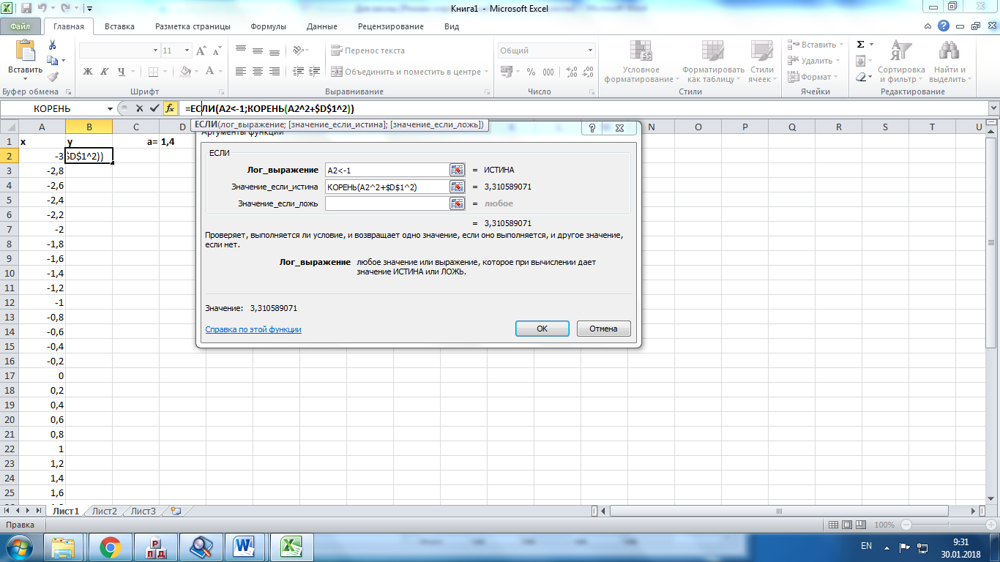 Книга1 - Microsoft Excel
Файл Главная Вставка Разметка страницы Формулы Данные Рецензирование Вид
Вставить
11
Ж К Ч
A A
А
Перенос текста
Объединить и поместить в центре
Общий
% 000
Условное форматирование
Форматировать как таблицу
Стили ячеек
Вставить
Удалить
Формат
Σ
Сортировка и фильтр
Найти и выделить
Буфер обмена Шрифт Выравнивание Число Стили Ячейки Редактирование
КОРЕНЬ fx =ЕСЛИ(A2<-1;КОРЕНЬ(A2^2+$D$1^2))
ЕСЛИ(лог_выражение; [значение_если_истина]; [значение_если_ложь])
A B C D N O P Q R S T U
1 x y a= 1,4
2 -3 $D$1^2))
3 -2,8
4 -2,6
5 -2,4
6 -2,2
7 -2
8 -1,8
9 -1,6
10 -1,4
11 -1,2
12 -1
13 -0,8
14 -0,6
15 -0,4
16 -0,2
17 0
18 0,2
19 0,4
20 0,6
21 0,8
22 1
23 1,2
24 1,4
25 1,6
Аргументы функции
?
ЕСЛИ
Лог_выражение A2<-1 = ИСТИНА
Значение_если_истина КОРЕНЬ(A2^2+$D$1^2) = 3,310589071
Значение_если_ложь = любое
= 3,310589071
Проверяет, выполняется ли условие, и возвращает одно значение, если оно выполняется, и другое значение,
если нет.
Лог_выражение любое значение или выражение, которое при вычислении дает
значение ИСТИНА или ЛОЖЬ.
Значение: 3,310589071
Справка по этой функции
ОК Отмена
Лист1 Лист2 Лист3
Правка 100%
EN 9:31
30.01.2018